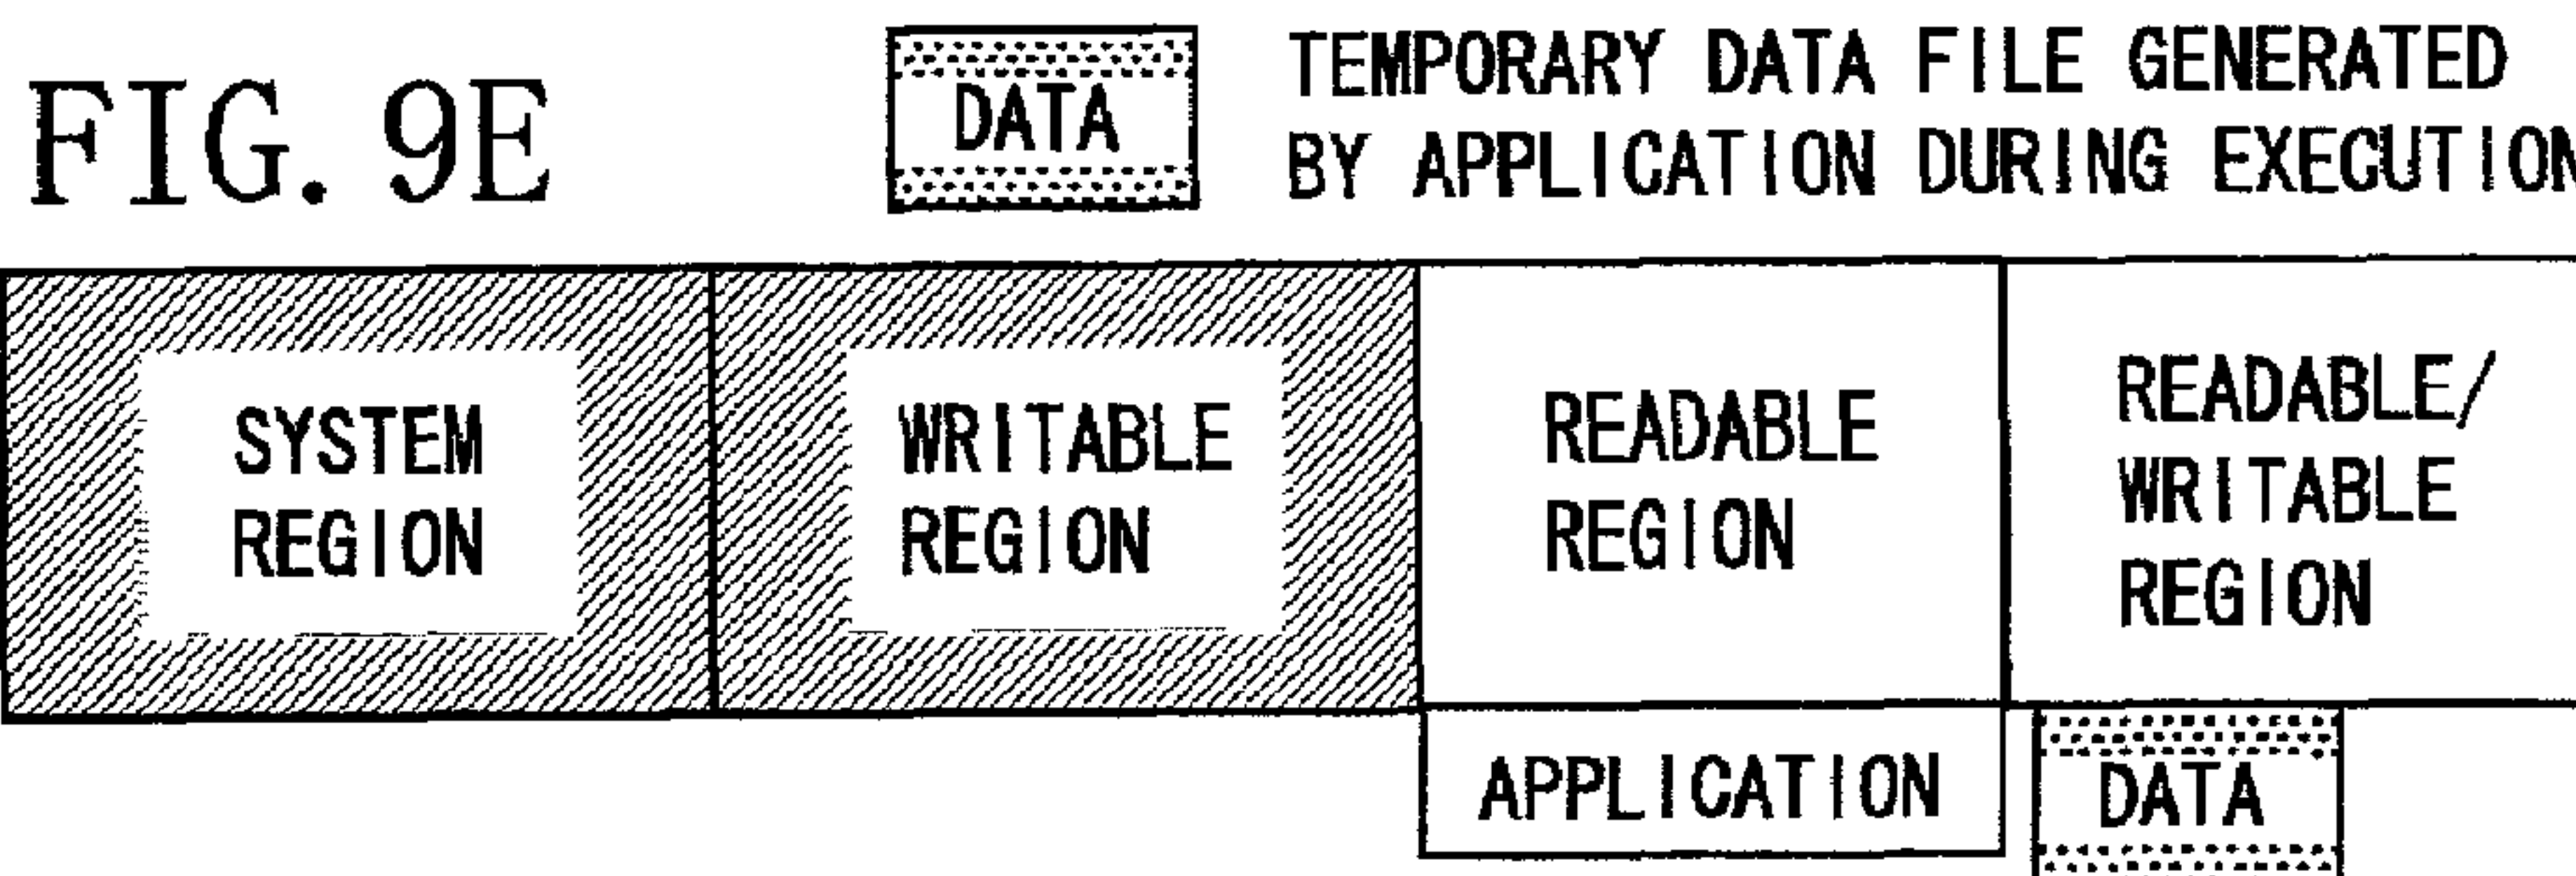 FIG. 9E
DATA
TEMPORARY DATA FILE GENERATED
BY APPLICATION DURING EXECUTION
SYSTEM
REGION
WRITABLE
REGION
READABLE
REGION
READABLE/
WRITABLE
REGION
APPLICATION
DATA